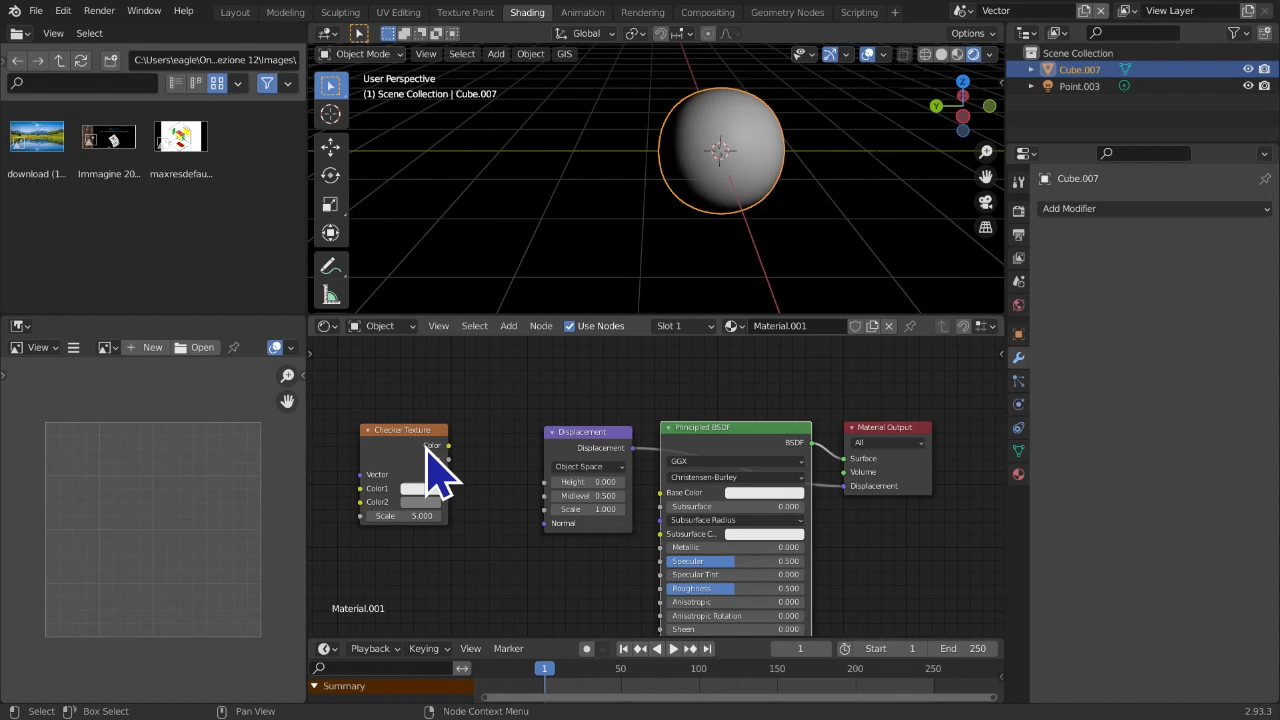 File Edit Render Window Help Layout Modeling Sculpting UV Editing Texture Paint Shading Animation Rendering Compositing Geometry Nodes Scripting + Vector View Layer
View Select
Global Options
C:\Users\eagle\On...ezione 12\Images\
Object Mode View Select Add Object GIS
User Perspective
(1) Scene Collection | Cube.007
Scene Collection
Cube.007
Point.003
Z
Y
download (1...
Immagine 20...
maxresdefau...
Cube.007
Add Modifier
Object View Select Add Node Use Nodes Slot 1 Material.001
View + New Open
Checker Texture
Color
Vector
Color1
Color2
Scale 5.000
Displacement
Displacement
Object Space
Height 0.000
Midlevel 0.500
Scale 1.000
Normal
Principled BSDF
BSDF
GGX
Christensen-Burley
Base Color
Subsurface 0.000
Subsurface Radius
Subsurface C...
Metallic 0.000
Specular 0.500
Specular Tint 0.000
Roughness 0.500
Anisotropic 0.000
Anisotropic Rotation 0.000
Sheen 0.000
Material Output
All
Surface
Volume
Displacement
Material.001
Playback Keying View Marker 1 Start 1 End 250
1 50 100 150 200 250
Summary
Select Box Select Pan View Node Context Menu 2.93.3